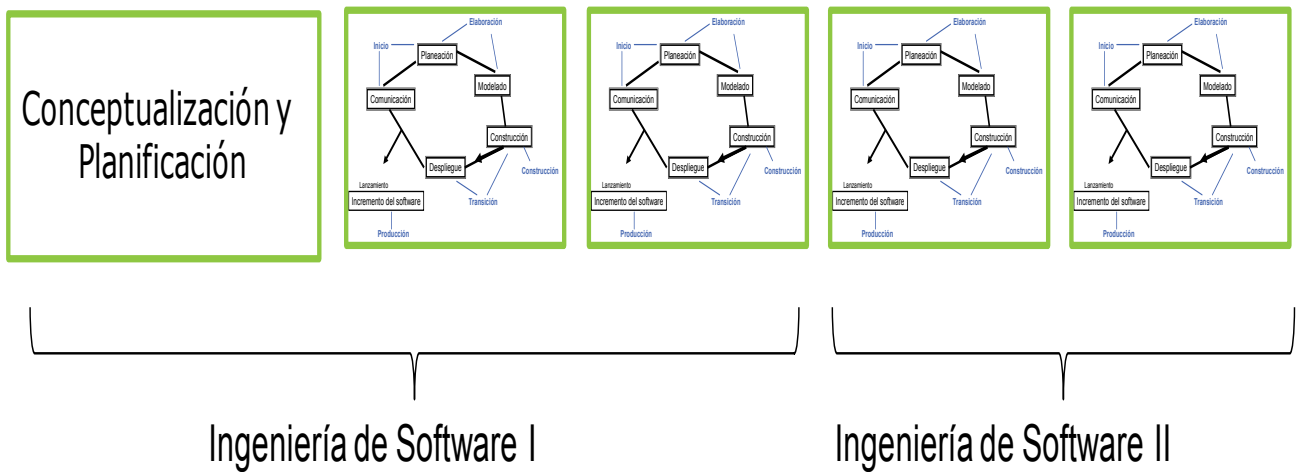 Conceptualización y
Planificación
Elaboración
Inicio
Planeación
Modelado
Comunicación
Construcción
Despliegue
Construcción
Lanzamiento
Incremento del software
Transición
Producción
Elaboración
Inicio
Planeación
Modelado
Comunicación
Construcción
Despliegue
Construcción
Lanzamiento
Incremento del software
Transición
Producción
Elaboración
Inicio
Planeación
Modelado
Comunicación
Construcción
Despliegue
Construcción
Lanzamiento
Incremento del software
Transición
Producción
Elaboración
Inicio
Planeación
Modelado
Comunicación
Construcción
Despliegue
Construcción
Lanzamiento
Incremento del software
Transición
Producción
Ingeniería de Software I
Ingeniería de Software II